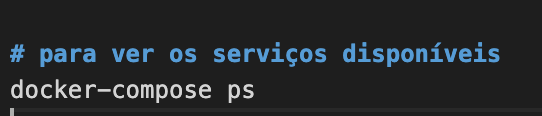 # para ver os serviços disponíveis
docker-compose ps